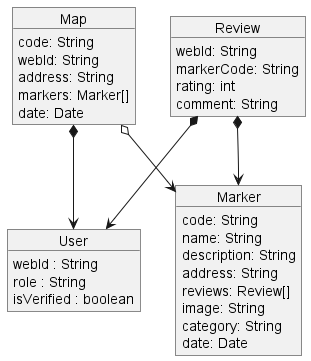 Map
code: String
webId: String
address: String
markers: Marker[]
date: Date
Review
webId: String
markerCode: String
rating: int
comment: String
User
webId : String
role : String
isVerified : boolean
Marker
code: String
name: String
description: String
address: String
reviews: Review[]
image: String
category: String
date: Date